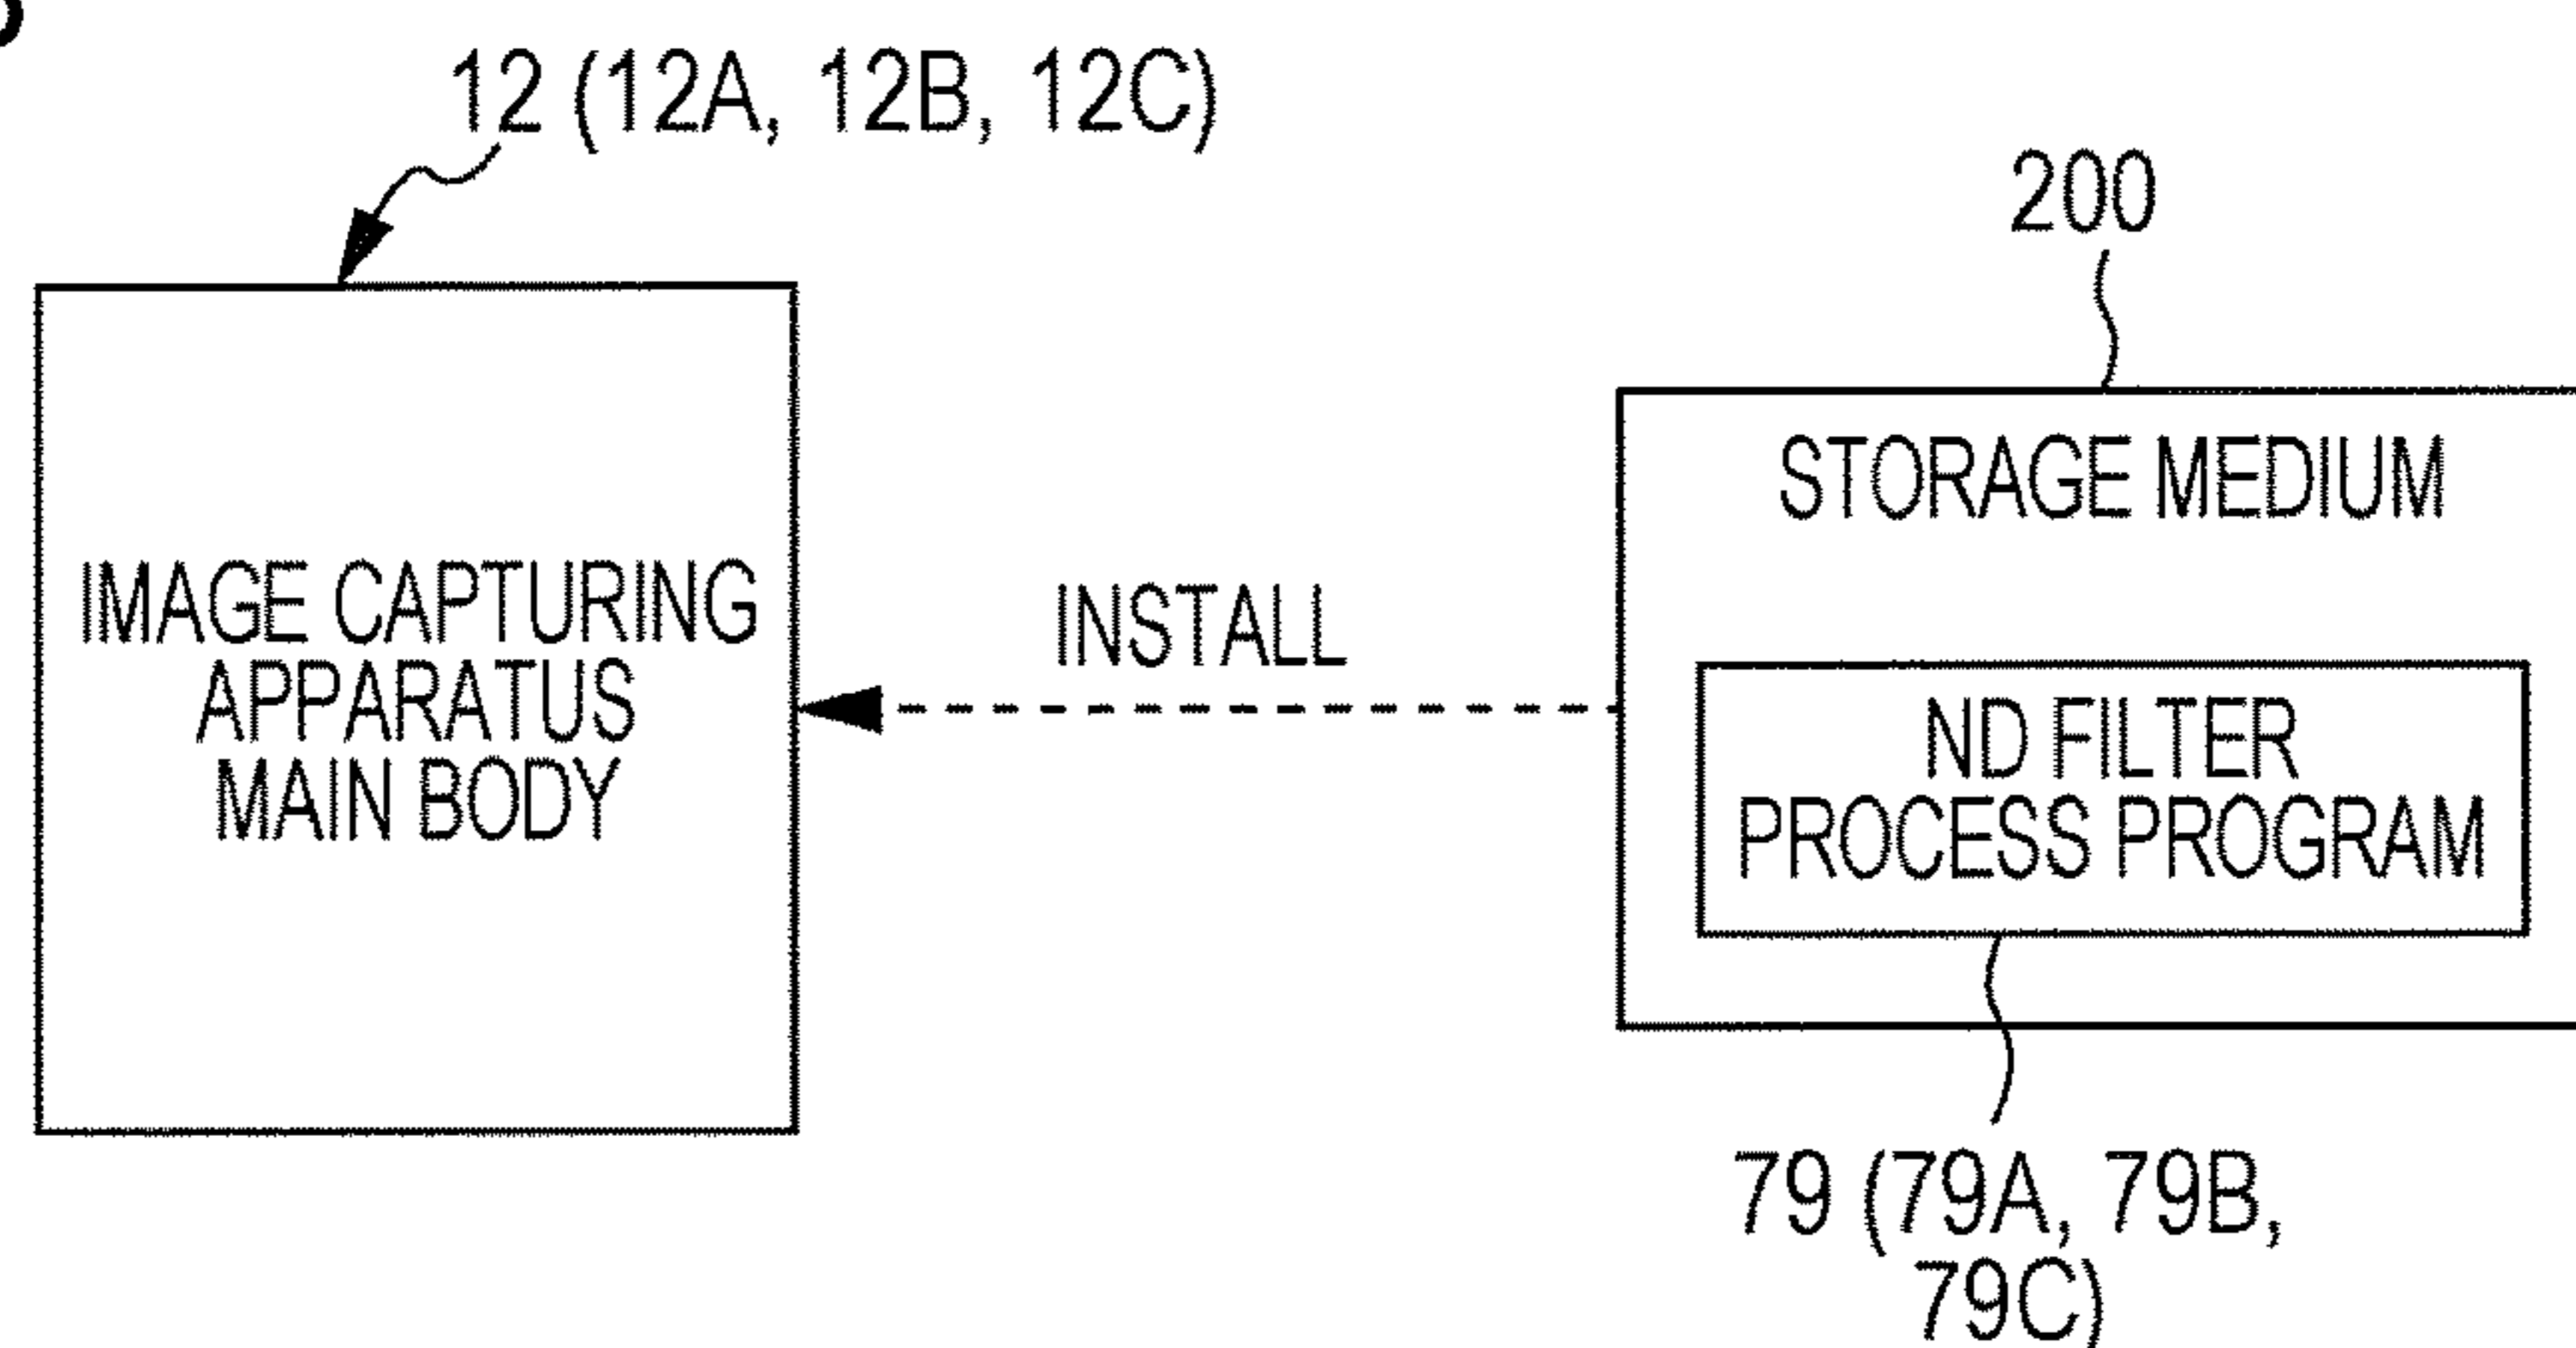 12 (12A, 12B, 12C)
200
STORAGE MEDIUM
IMAGE CAPTURING
APPARATUS
MAIN BODY
INSTALL
ND FILTER
PROCESS PROGRAM
79 (79A, 79B,
79C)